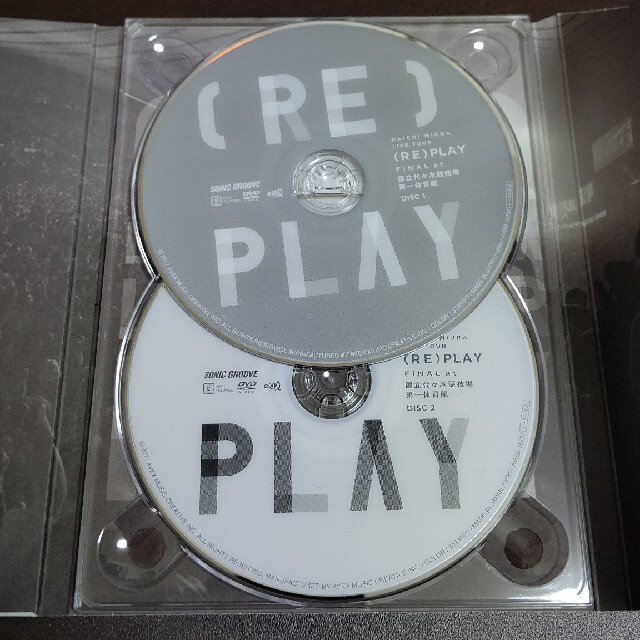 (RE)
DAICHI MIURA
LIVE TOUR
(RE)PLAY
FINAL at
国立代々木競技場
第一体育館
DISC 1
SONIC GROOVE
DVD
PLAY
(RE)PLAY
FINAL at
国立代々木競技場
第一体育館
DISC 2
SONIC GROOVE
DVD
PLAY